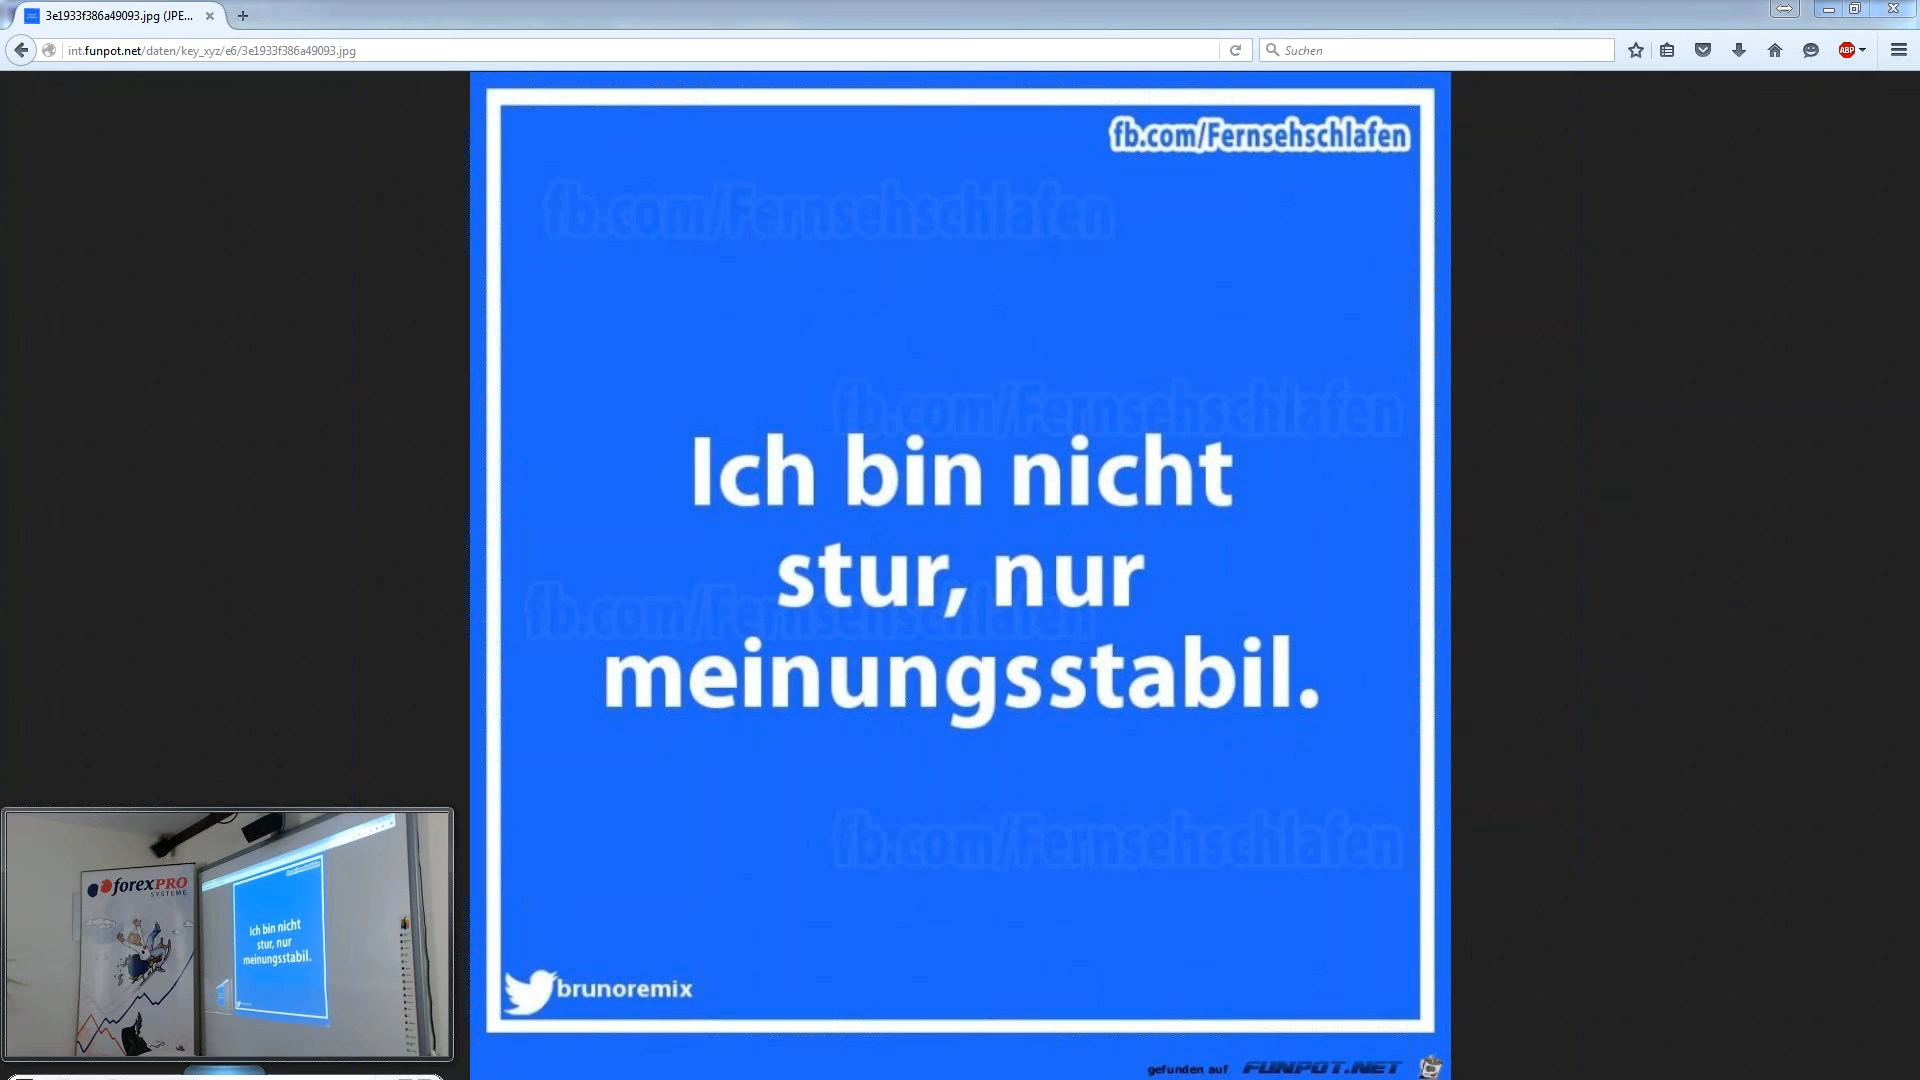 3e1933f386a49093.jpg (JPE...
int.funpot.net/daten/key_xyz/e6/3e1933f386a49093.jpg
Suchen
ABP
fb.com/Fernsehschlafen
fb.com/Fernsehschlafen
fb.com/Fernsehschlafen
Ich bin nicht
stur, nur
fb.com/Fernsehschlafen
meinungsstabil.
fb.com/Fernsehschlafen
brunoremix
gefunden auf FUNPOT.NET
forexPRO
SYSTEME
Ich bin nicht
stur, nur
meinungsstabil.